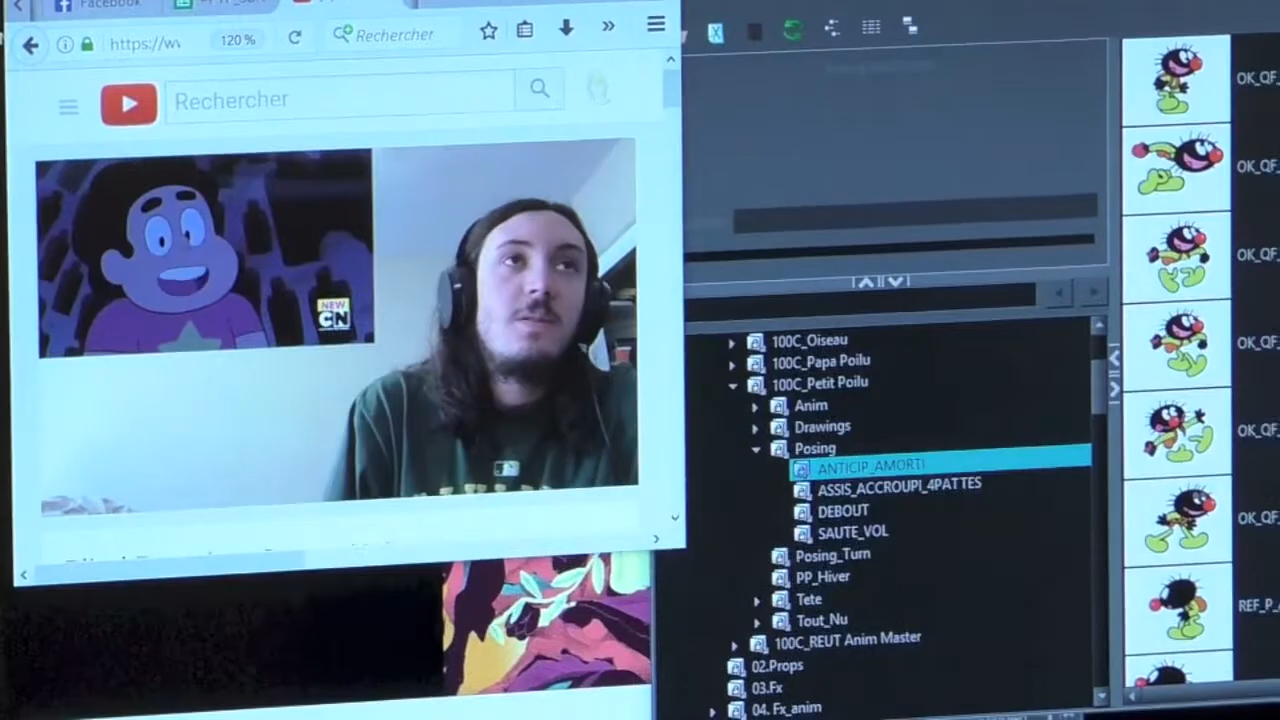 Facebook
https://w
120 %
Rechercher
Rechercher
NEW
CN
100C_Oiseau
100C_Papa Poilu
100C_Petit Poilu
Anim
Drawings
Posing
ANTICIP_AMORTI
ASSIS_ACCROUPI_4PATTES
DEBOUT
SAUTE_VOL
Posing_Turn
PP_Hiver
Tete
Tout_Nu
100C_REUT Anim Master
02.Props
03.Fx
04. Fx_anim
OK_QF_
OK_QF_
OK_QF_
OK_QF_
OK_QF_
OK_QF_
REF_P_